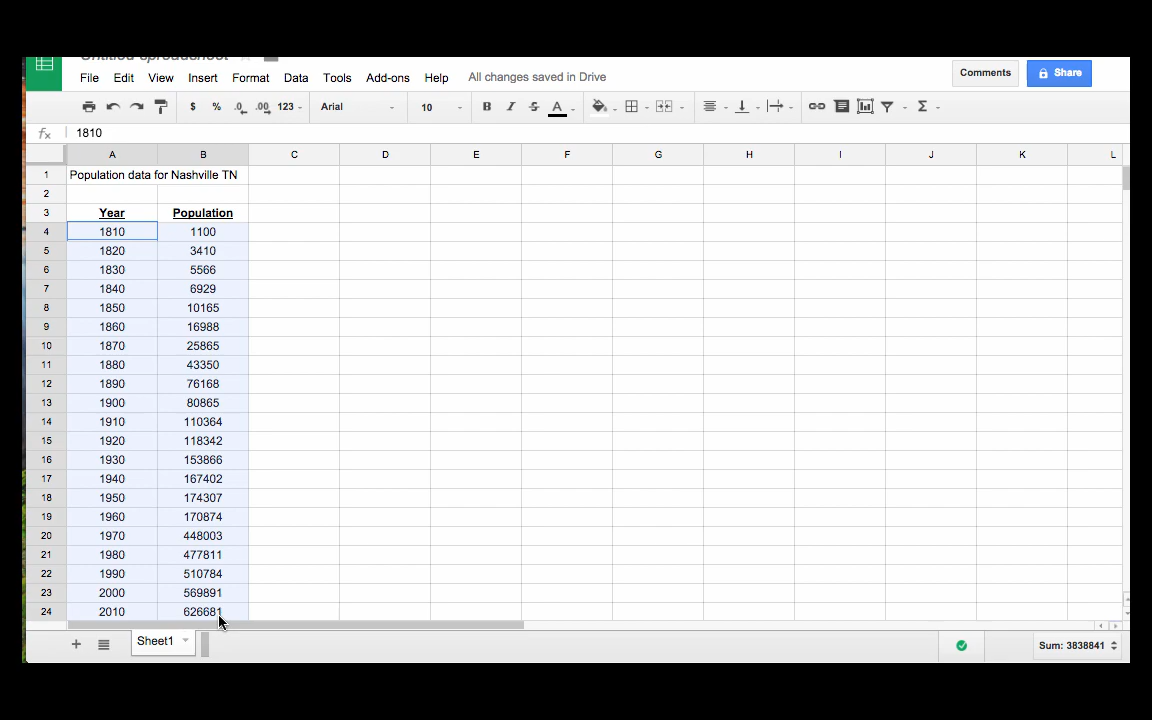 Untitled spreadsheet
File Edit View Insert Format Data Tools Add-ons Help All changes saved in Drive Comments Share
$ % .0 .00 123 Arial 10 B I S A Σ
fx 1810
A B C D E F G H I J K L
1 Population data for Nashville TN
2
3 Year Population
4 1810 1100
5 1820 3410
6 1830 5566
7 1840 6929
8 1850 10165
9 1860 16988
10 1870 25865
11 1880 43350
12 1890 76168
13 1900 80865
14 1910 110364
15 1920 118342
16 1930 153866
17 1940 167402
18 1950 174307
19 1960 170874
20 1970 448003
21 1980 477811
22 1990 510784
23 2000 569891
24 2010 626681
+ Sheet1 Sum: 3838841